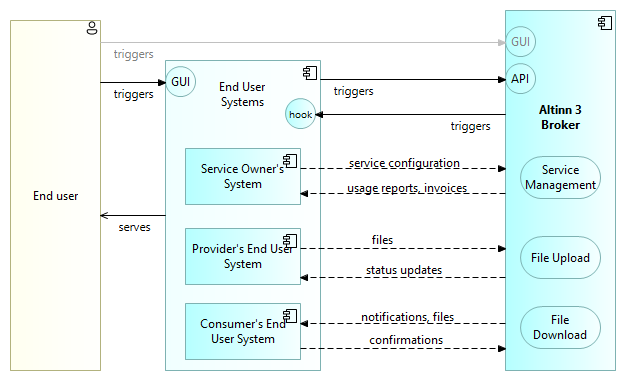 triggers
GUI
triggers
GUI
End User
Systems
triggers
API
Altinn 3
Broker
hook
triggers
Service Owner's
System
service configuration
usage reports, invoices
Service
Management
End user
serves
Provider's End User
System
files
status updates
File Upload
Consumer's End
User System
notifications, files
confirmations
File
Download